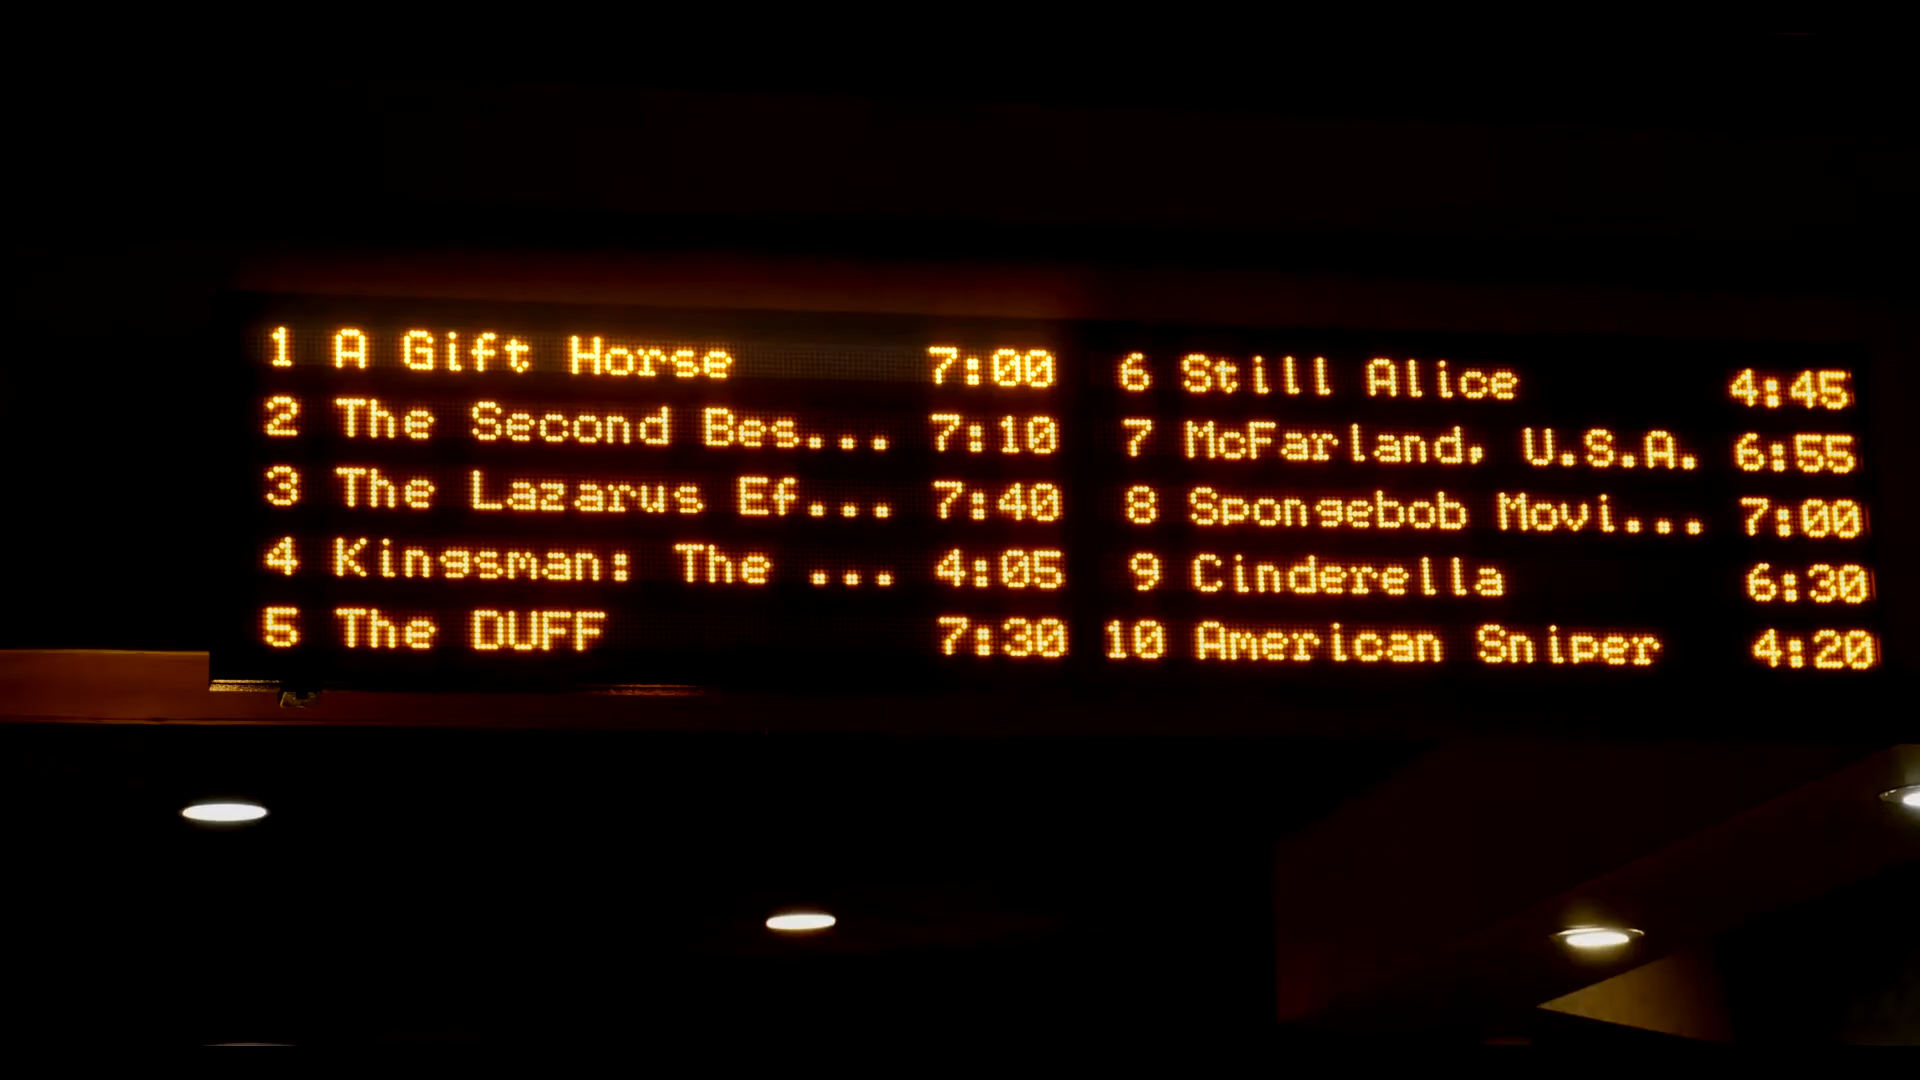 1 A Gift Horse 7:00
2 The Second Bes... 7:10
3 The Lazarus Ef... 7:40
4 Kingsman: The ... 4:05
5 The DUFF 7:30
6 Still Alice 4:45
7 McFarland, U.S.A. 6:55
8 Spongebob Movi... 7:00
9 Cinderella 6:30
10 American Sniper 4:20